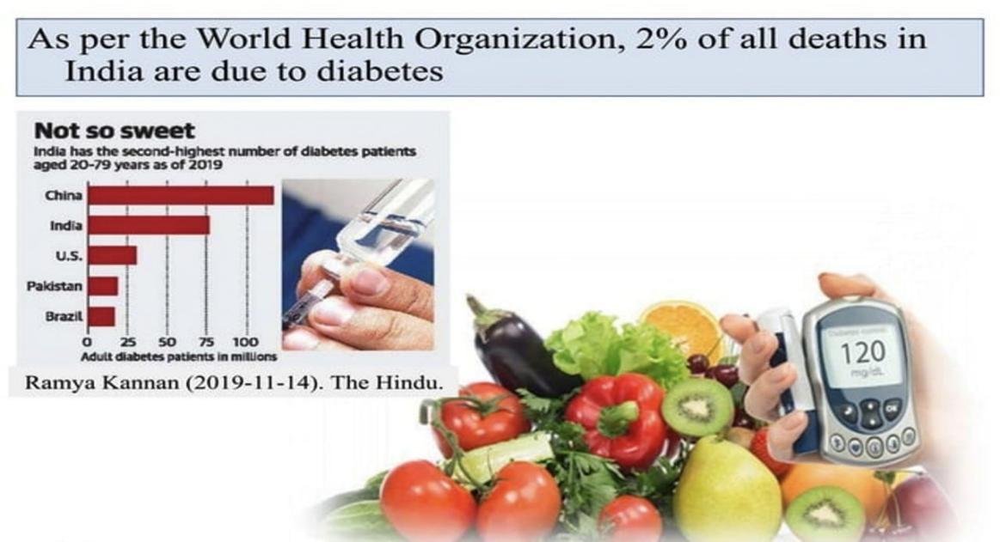 As per the World Health Organization, 2% of all deaths in
India are due to diabetes
Not so sweet
India has the second-highest number of diabetes patients
aged 20-79 years as of 2019
China
India
U.S.
Pakistan
Brazil
0 25 50 75 100
Adult diabetes patients in millions
Ramya Kannan (2019-11-14). The Hindu.
120
mg/dL
OK